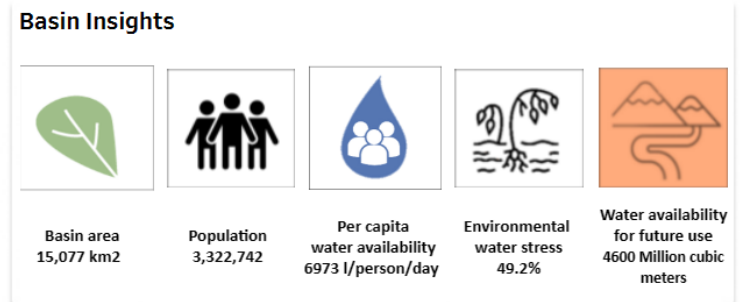 Basin Insights
Basin area
15,077 km2
Population
3,322,742
Per capita
water availability
6973 l/person/day
Environmental
water stress
49.2%
Water availability
for future use
4600 Million cubic
meters